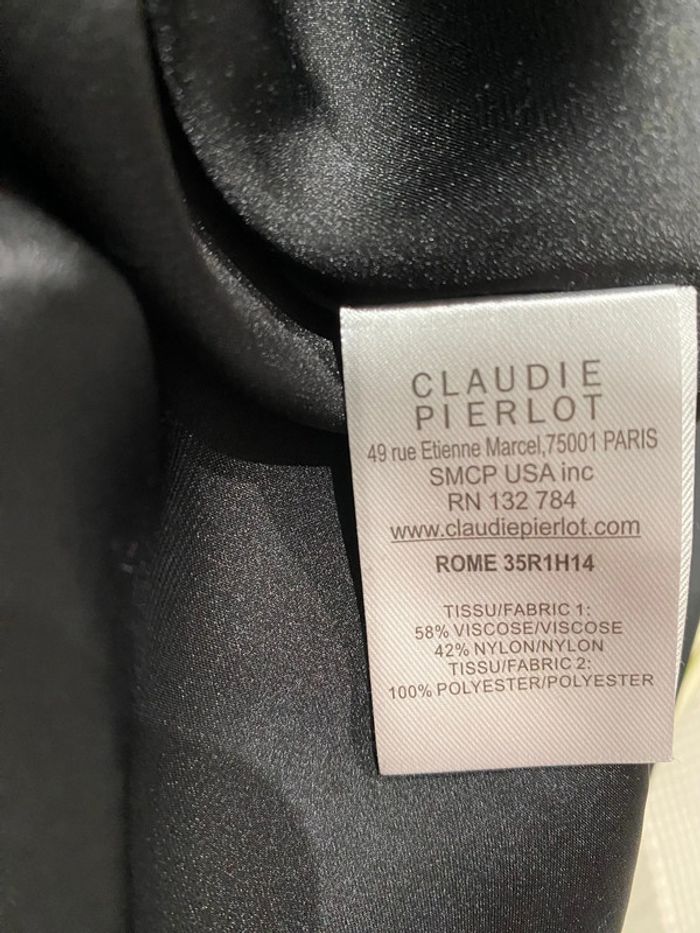 CLAUDIE
PIERLOT
49 rue Etienne Marcel,75001 PARIS
SMCP USA inc
RN 132 784
www.claudiepierlot.com
ROME 35R1H14
TISSU/FABRIC 1:
58% VISCOSE/VISCOSE
42% NYLON/NYLON
TISSU/FABRIC 2:
100% POLYESTER/POLYESTER